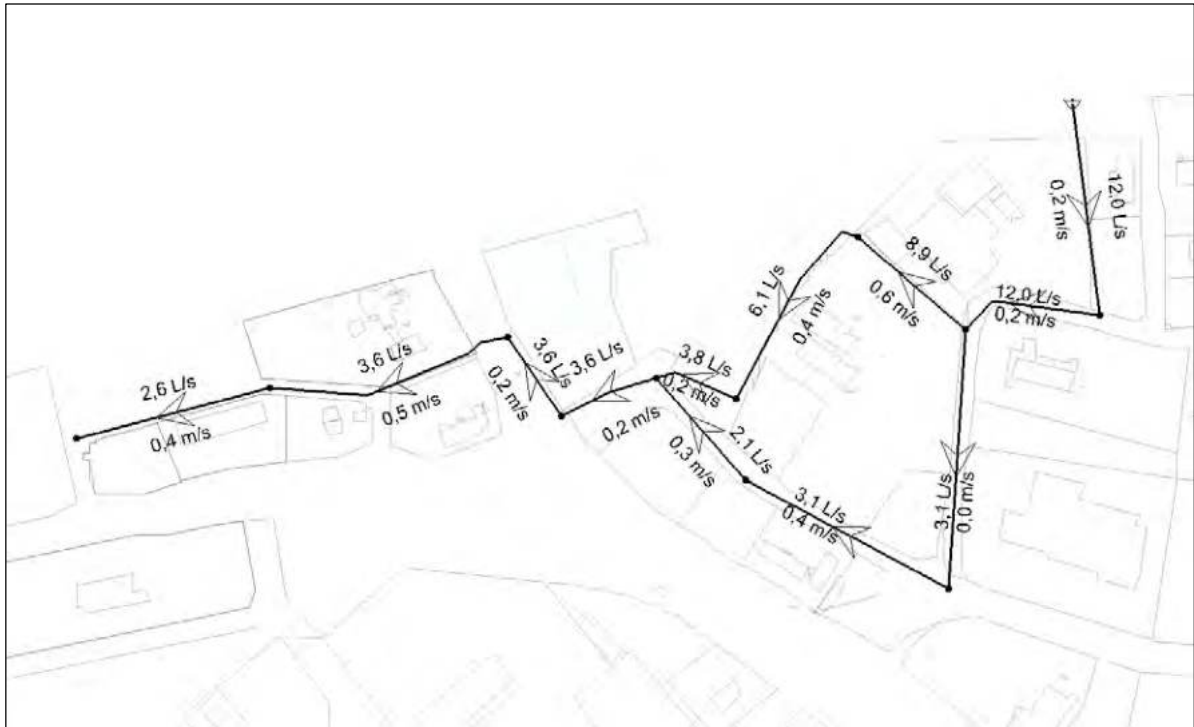 12,0 L/s
0,2 m/s
8,9 L/s
0,6 m/s
12,0 L/s
0,2 m/s
6,1 L/s
0,4 m/s
3,8 L/s
0,2 m/s
3,6 L/s
0,2 m/s
3,6 L/s
0,2 m/s
3,6 L/s
0,5 m/s
2,6 L/s
0,4 m/s
2,1 L/s
0,3 m/s
3,1 L/s
0,4 m/s
3,1 L/s
0,0 m/s